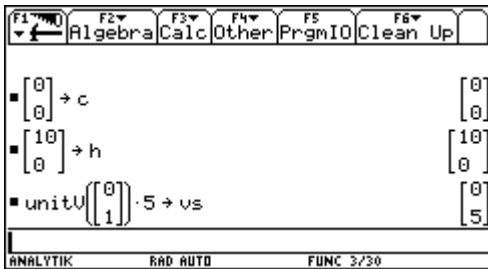 F1 F2 F3 F4 F5 F6
Algebra Calc Other PrgmIO Clean Up
[0 0] → c [0 0]
[10 0] → h [10 0]
unitV([0 1])·5 → vs [0 5]
ANALYTIK RAD AUTO FUNC 3/30